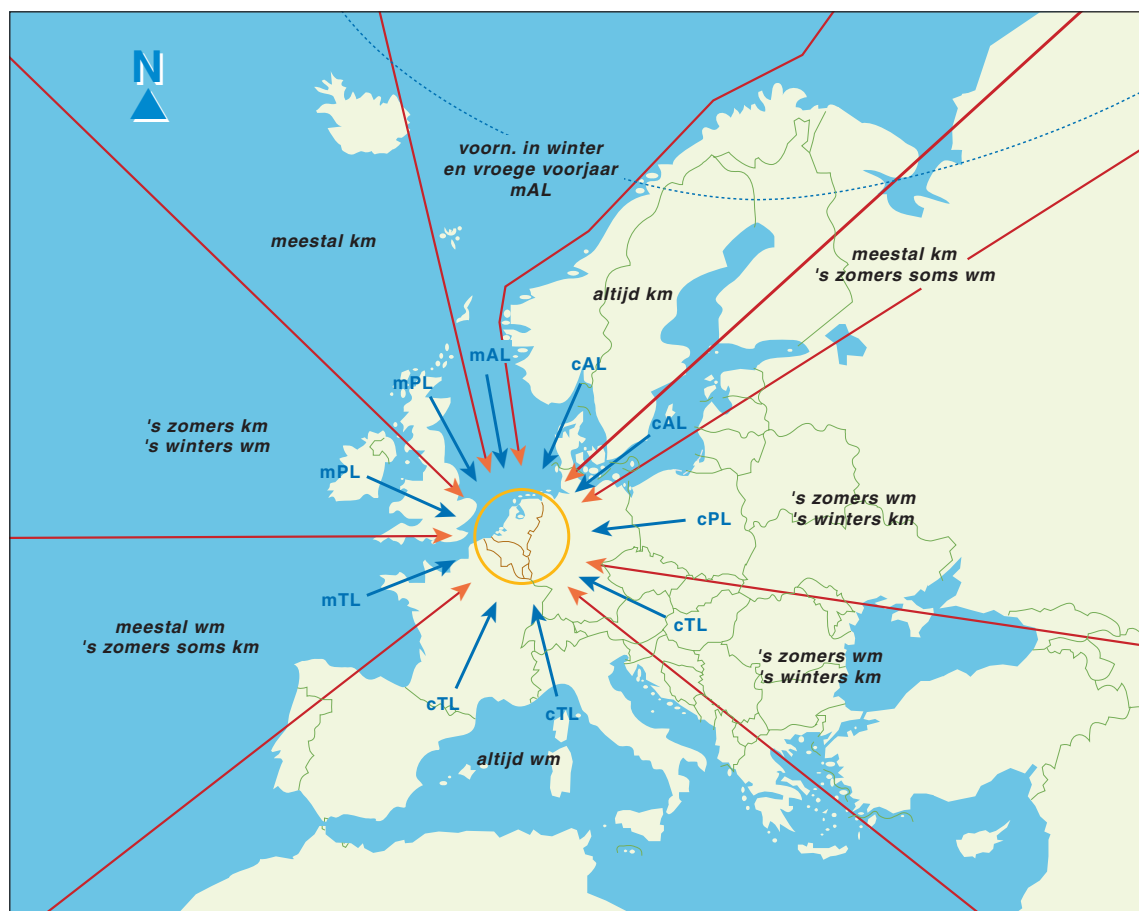 N
voorn. in winter
en vroege voorjaar
mAL
meestal km
meestal km
's zomers soms wm
altijd km
mAL
cAL
mPL
cAL
's zomers km
's winters wm
mPL
's zomers wm
's winters km
cPL
mTL
cTL
meestal wm
's zomers soms km
's zomers wm
's winters km
cTL
cTL
altijd wm